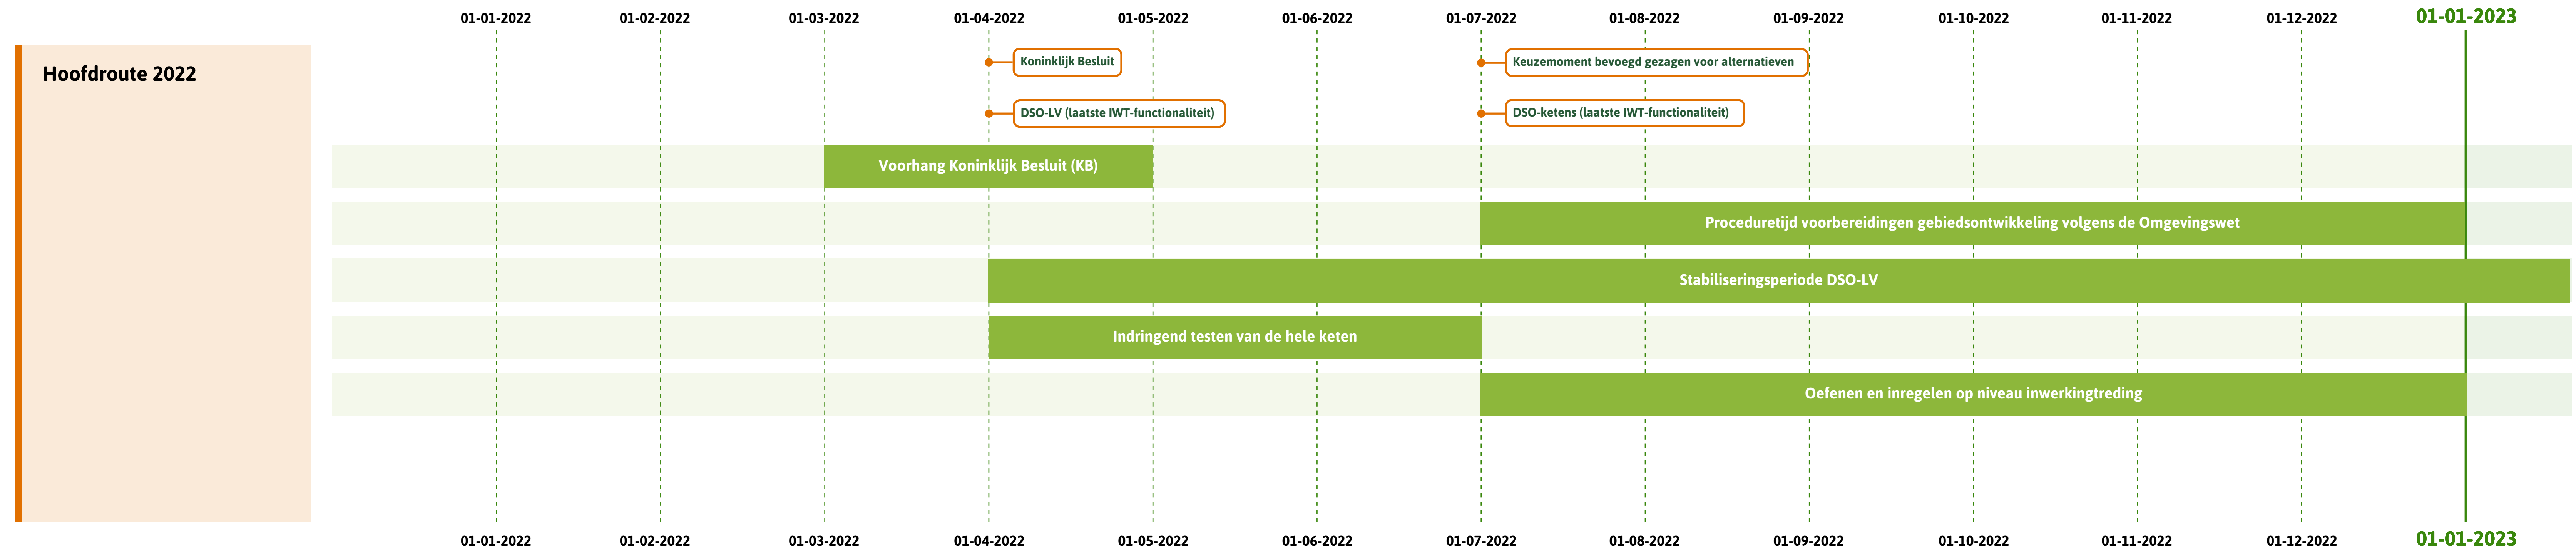 01-01-2022 01-02-2022 01-03-2022 01-04-2022 01-05-2022 01-06-2022 01-07-2022 01-08-2022 01-09-2022 01-10-2022 01-11-2022 01-12-2022 01-01-2023
Hoofdroute 2022
Koninklijk Besluit
Keuzemoment bevoegd gezagen voor alternatieven
DSO-LV (laatste IWT-functionaliteit)
DSO-ketens (laatste IWT-functionaliteit)
Voorhang Koninklijk Besluit (KB)
Proceduretijd voorbereidingen gebiedsontwikkeling volgens de Omgevingswet
Stabiliseringsperiode DSO-LV
Indringend testen van de hele keten
Oefenen en inregelen op niveau inwerkingtreding
01-01-2022 01-02-2022 01-03-2022 01-04-2022 01-05-2022 01-06-2022 01-07-2022 01-08-2022 01-09-2022 01-10-2022 01-11-2022 01-12-2022 01-01-2023